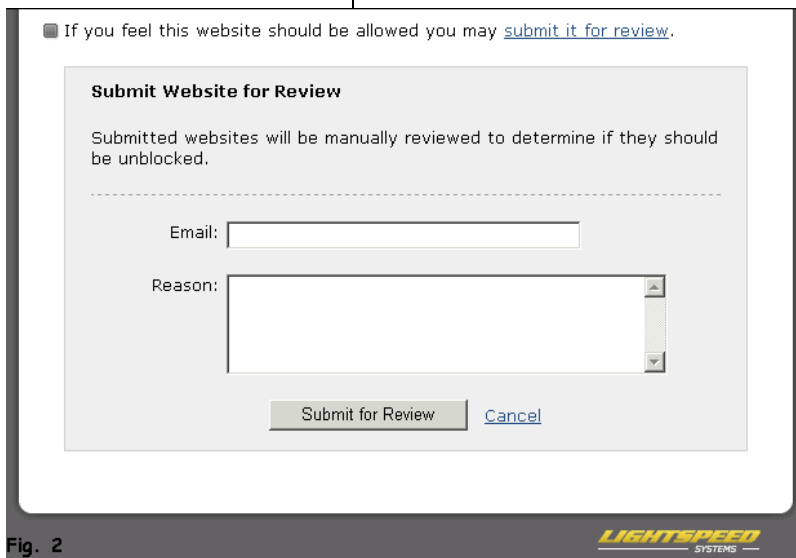 If you feel this website should be allowed you may submit it for review.
Submit Website for Review
Submitted websites will be manually reviewed to determine if they should
be unblocked.
Email:
Reason:
Submit for Review Cancel
Fig. 2
LIGHTSPEED
SYSTEMS